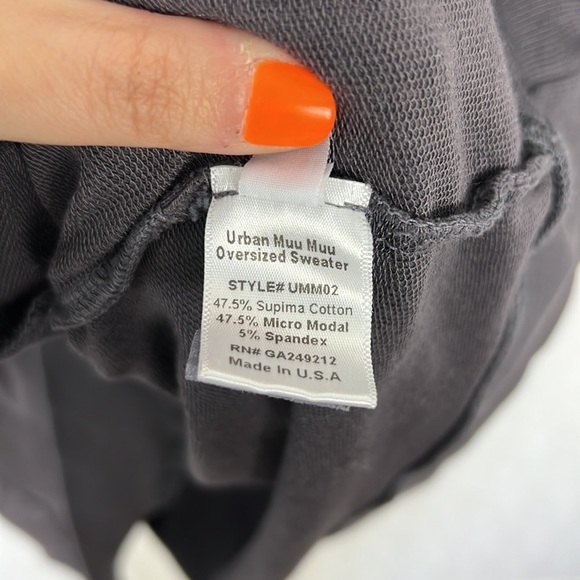 Urban Muu Muu
Oversized Sweater
STYLE# UMM02
47.5% Supima Cotton
47.5% Micro Modal
5% Spandex
RN# GA249212
Made In U.S.A